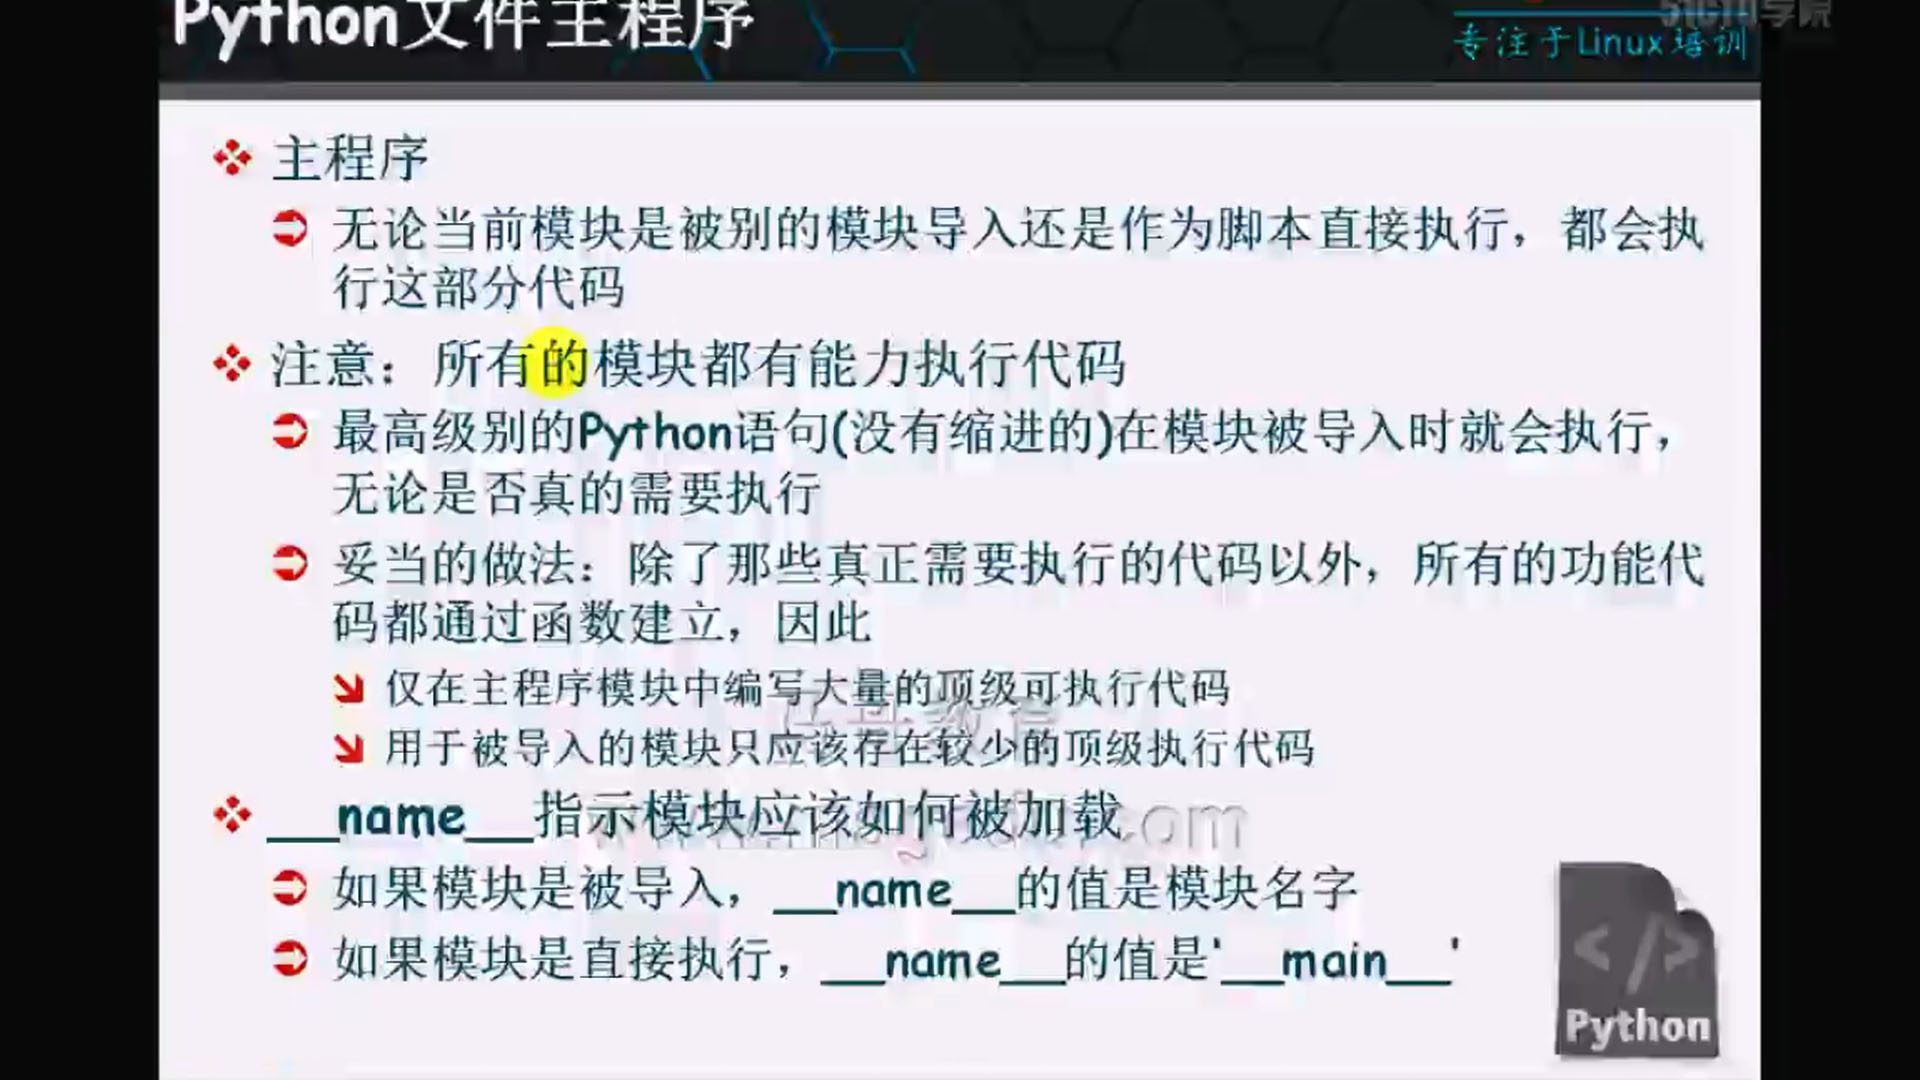 Python文件主程序
51CTO学院
专注于Linux培训
主程序
无论当前模块是被别的模块导入还是作为脚本直接执行，都会执
行这部分代码
注意：所有的模块都有能力执行代码
最高级别的Python语句(没有缩进的)在模块被导入时就会执行，
无论是否真的需要执行
妥当的做法：除了那些真正需要执行的代码以外，所有的功能代
码都通过函数建立，因此
仅在主程序模块中编写大量的顶级可执行代码
用于被导入的模块只应该存在较少的顶级执行代码
__name__指示模块应该如何被加载
如果模块是被导入，__name__的值是模块名字
如果模块是直接执行，__name__的值是'__main__'
</>
Python